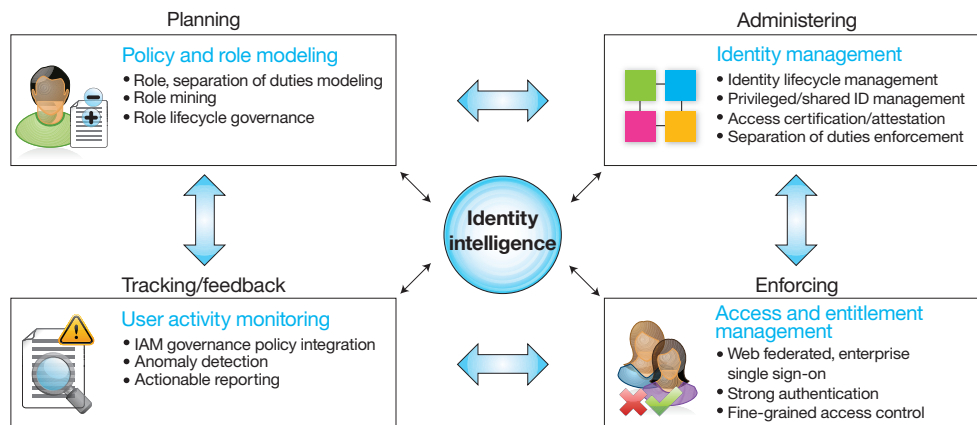 Planning
Policy and role modeling
• Role, separation of duties modeling
• Role mining
• Role lifecycle governance
Administering
Identity management
• Identity lifecycle management
• Privileged/shared ID management
• Access certification/attestation
• Separation of duties enforcement
Identity
intelligence
Tracking/feedback
User activity monitoring
• IAM governance policy integration
• Anomaly detection
• Actionable reporting
Enforcing
Access and entitlement
management
• Web federated, enterprise
single sign-on
• Strong authentication
• Fine-grained access control